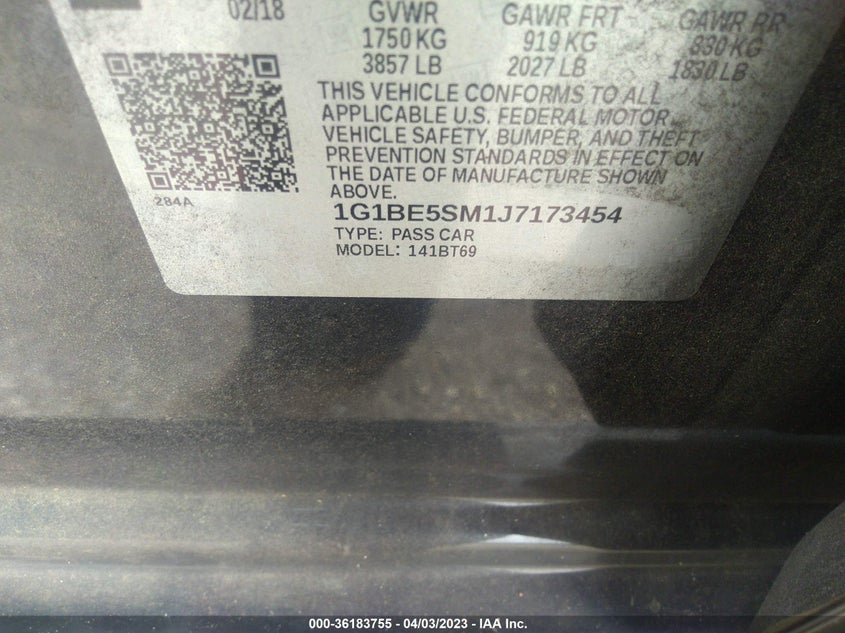 02/18 GVWR GAWR FRT GAWR RR
1750 KG 919 KG 830 KG
3857 LB 2027 LB 1830 LB
THIS VEHICLE CONFORMS TO ALL
APPLICABLE U.S. FEDERAL MOTOR
VEHICLE SAFETY, BUMPER, AND THEFT
PREVENTION STANDARDS IN EFFECT ON
THE DATE OF MANUFACTURE SHOWN
ABOVE.
284A
1G1BE5SM1J7173454
TYPE: PASS CAR
MODEL: 141BT69
000-36183755 - 04/03/2023 - IAA Inc.